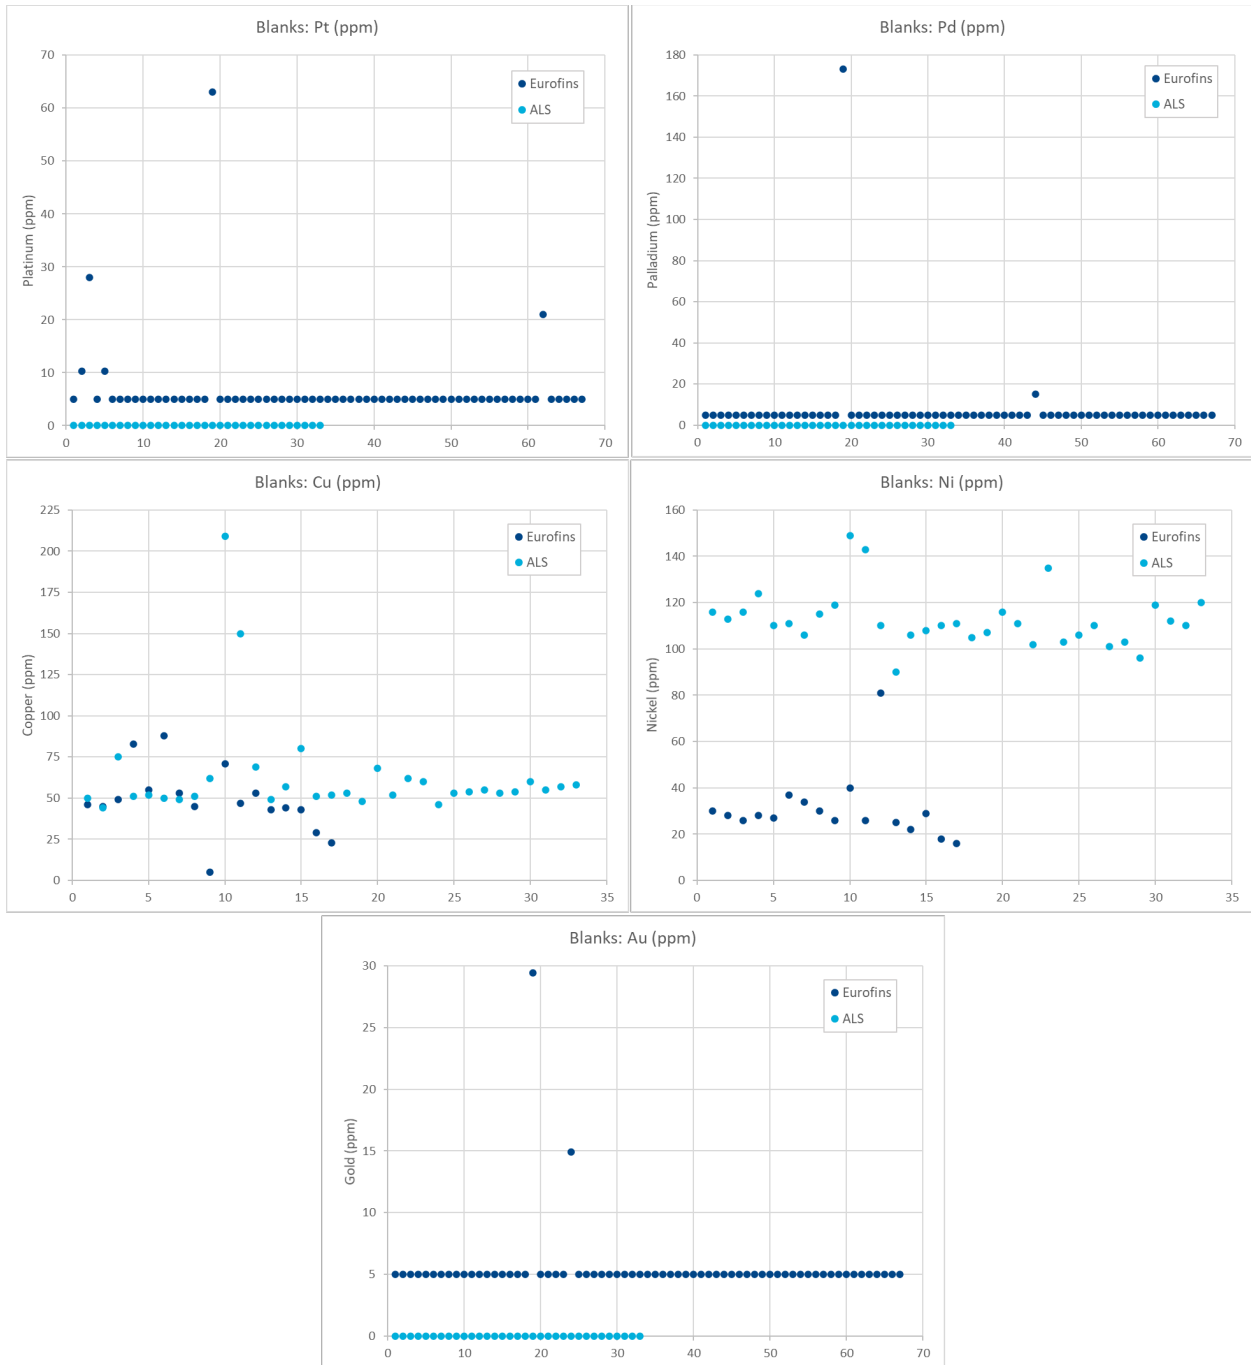 Blanks: Pt (ppm)
70
60
50
40
30
20
10
0
Platinum (ppm)
Eurofins
ALS
0 10 20 30 40 50 60 70
Blanks: Pd (ppm)
180
160
140
120
100
80
60
40
20
0
Palladium (ppm)
Eurofins
ALS
0 10 20 30 40 50 60 70
Blanks: Cu (ppm)
225
200
175
150
125
100
75
50
25
0
Copper (ppm)
Eurofins
ALS
0 5 10 15 20 25 30 35
Blanks: Ni (ppm)
160
140
120
100
80
60
40
20
0
Nickel (ppm)
Eurofins
ALS
0 5 10 15 20 25 30 35
Blanks: Au (ppm)
30
25
20
15
10
5
0
Gold (ppm)
Eurofins
ALS
0 10 20 30 40 50 60 70